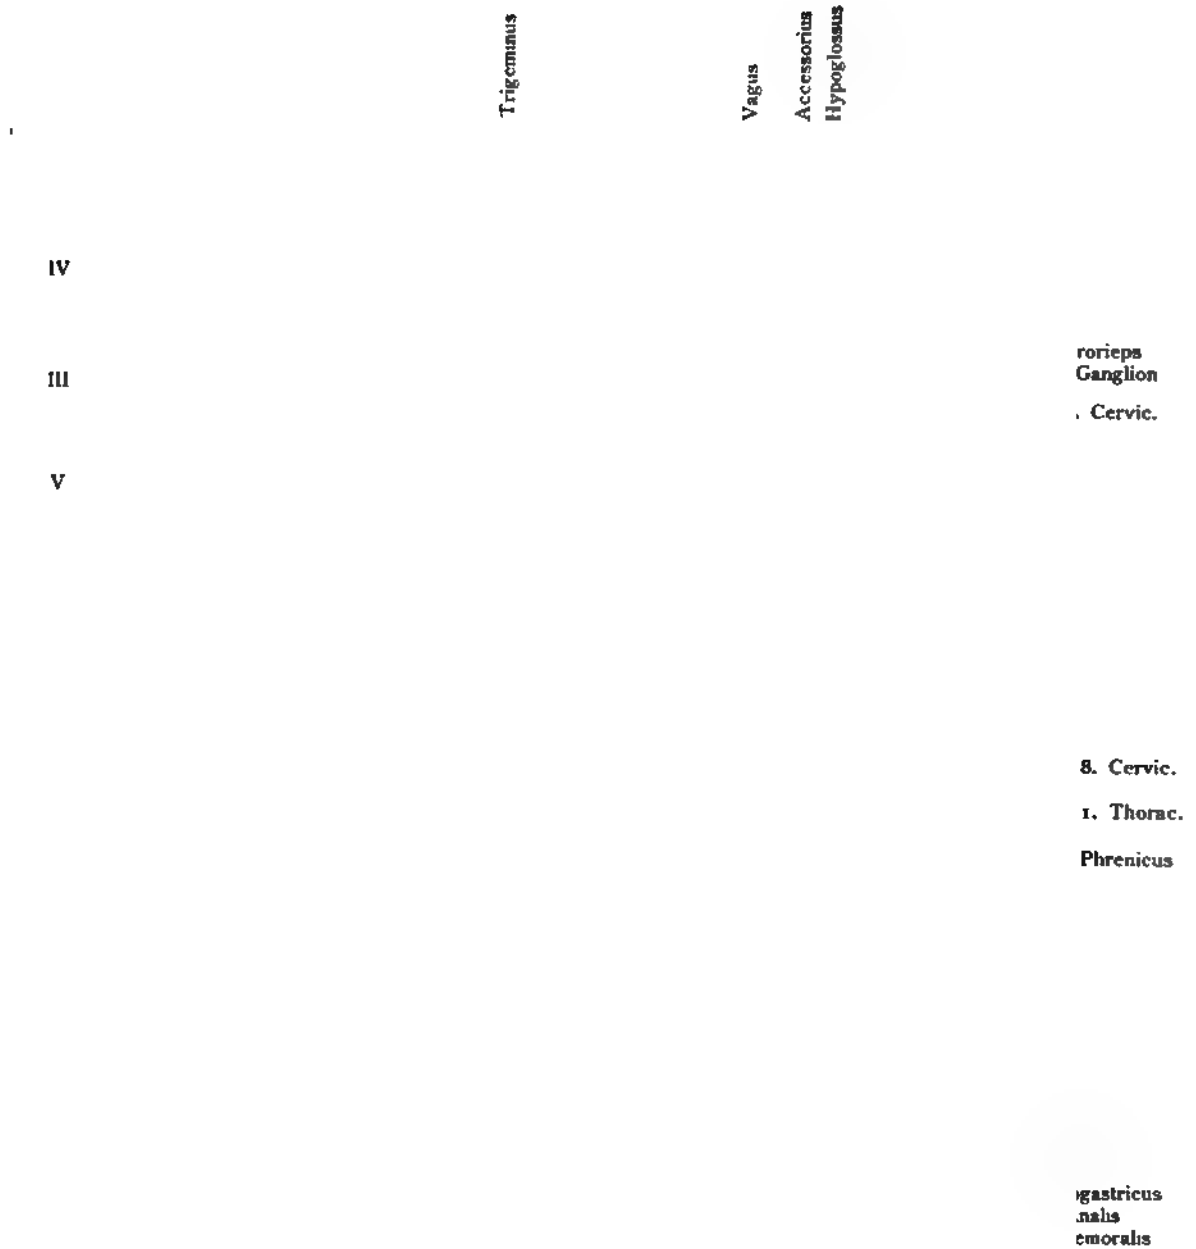 Trigeminus
Vagus
Accessorius
Hypoglossus
IV
rorieps
Ganglion
III
. Cervic.
V
8. Cervic.
1. Thorac.
Phrenicus
gastricus
nalis
emoralis